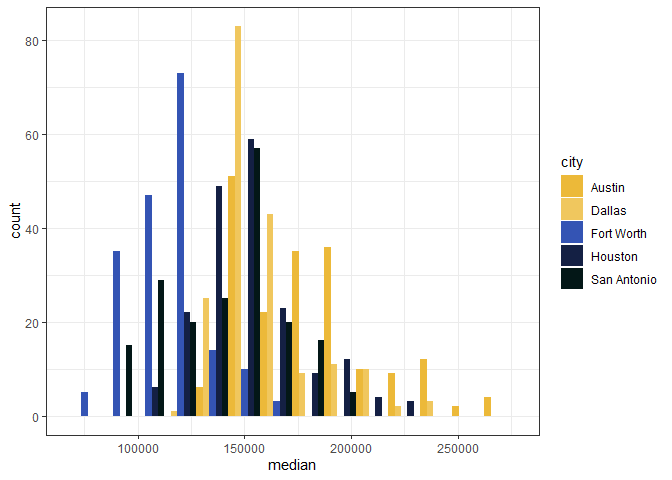 80
60
40
20
0
count
100000 150000 200000 250000
median
city
Austin
Dallas
Fort Worth
Houston
San Antonio